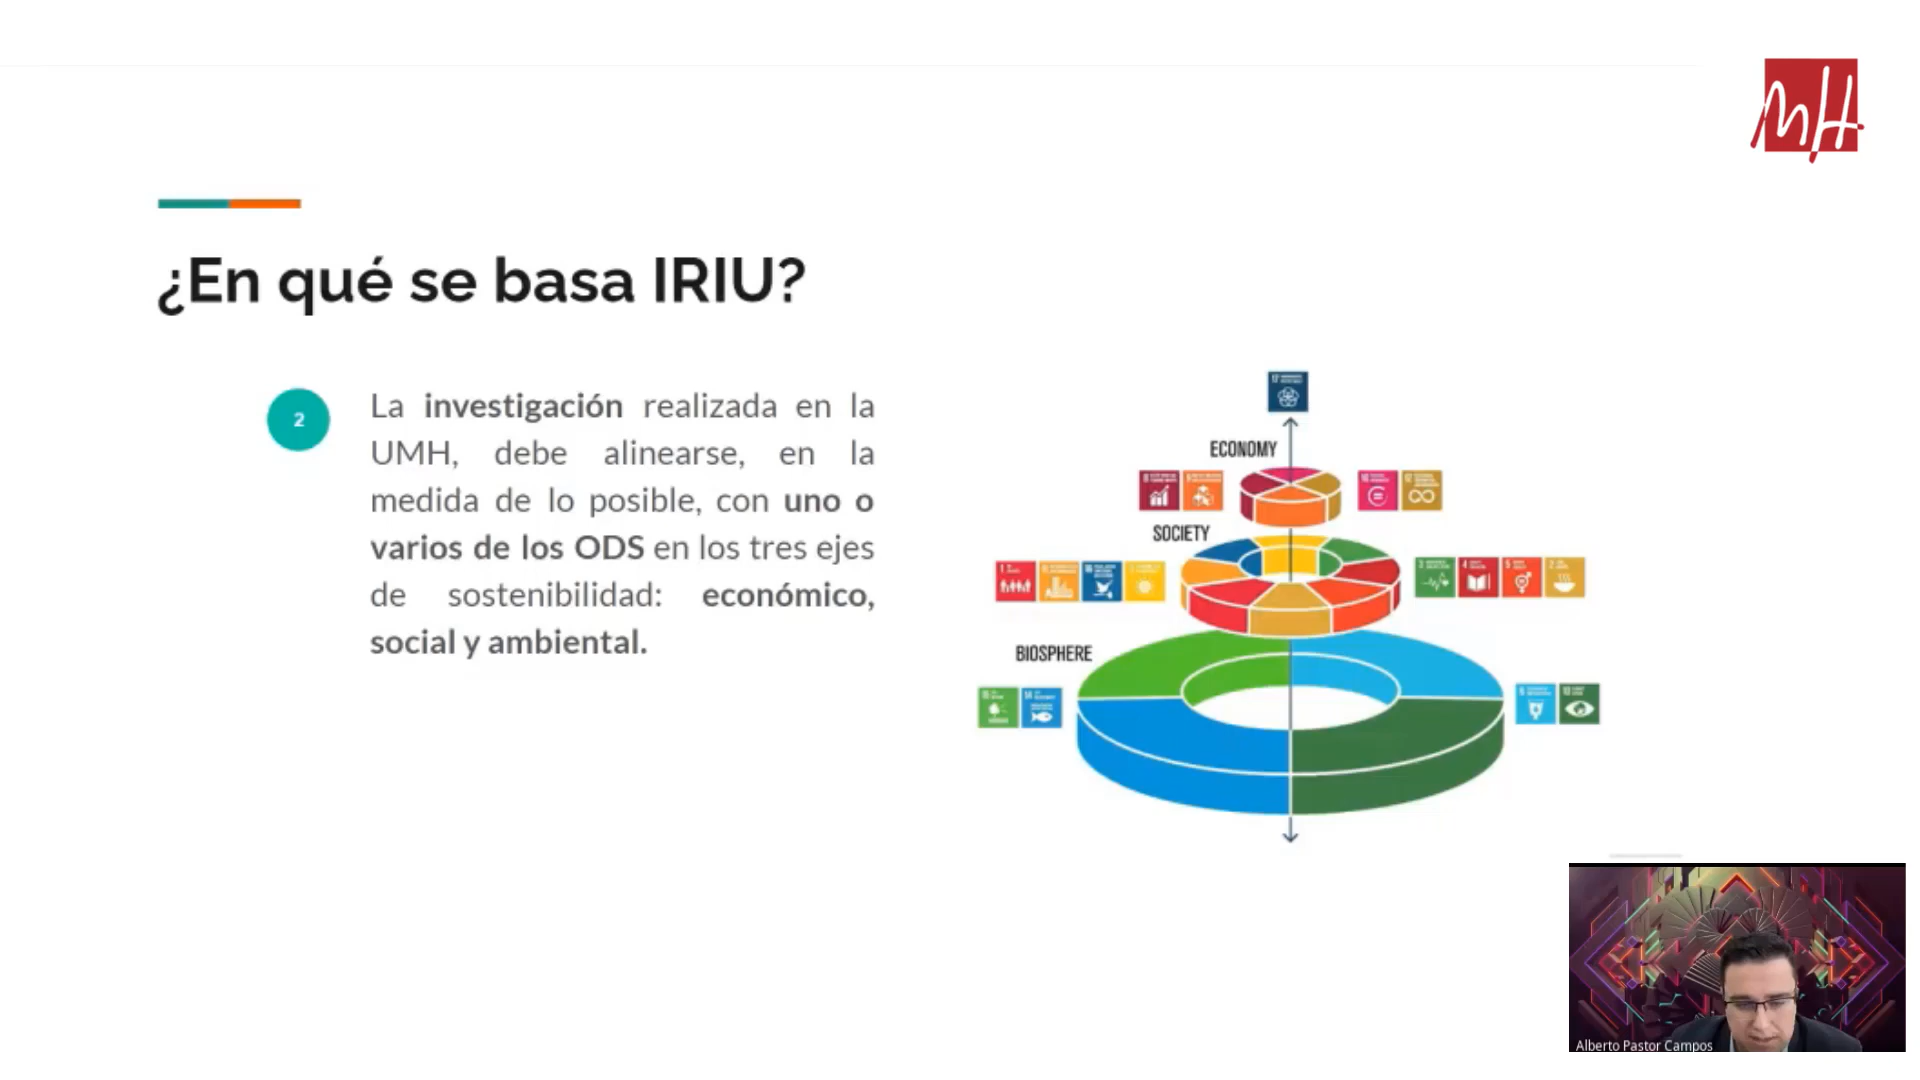 MH
¿En qué se basa IRIU?
2
La investigación realizada en la
UMH, debe alinearse, en la
medida de lo posible, con uno o
varios de los ODS en los tres ejes
de sostenibilidad: económico,
social y ambiental.
17
ECONOMY
SOCIETY
BIOSPHERE
Alberto Pastor Campos